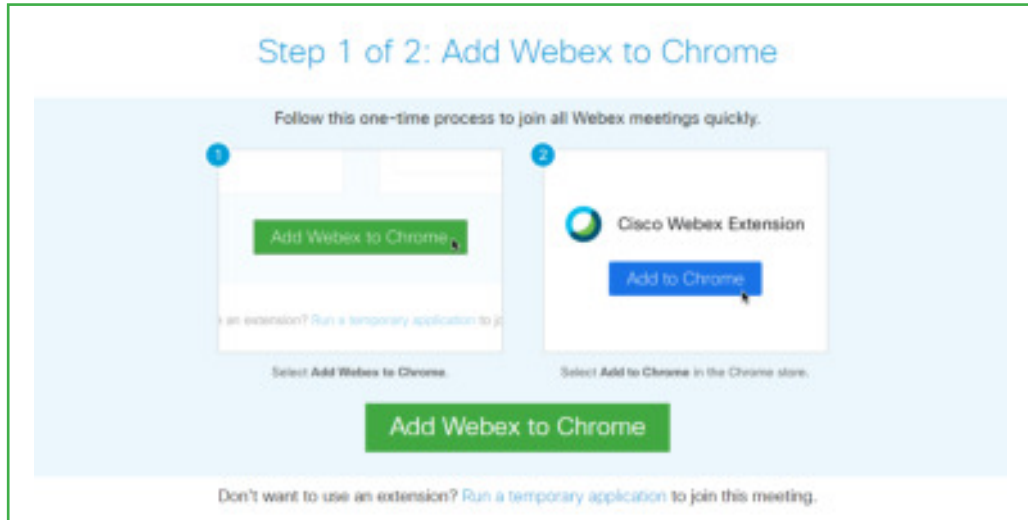 Step 1 of 2: Add Webex to Chrome
Follow this one-time process to join all Webex meetings quickly.
1
2
Add Webex to Chrome
Cisco Webex Extension
Add to Chrome
an extension? Run a temporary application to jo
Select Add Webex to Chrome.
Select Add to Chrome in the Chrome store.
Add Webex to Chrome
Don't want to use an extension? Run a temporary application to join this meeting.